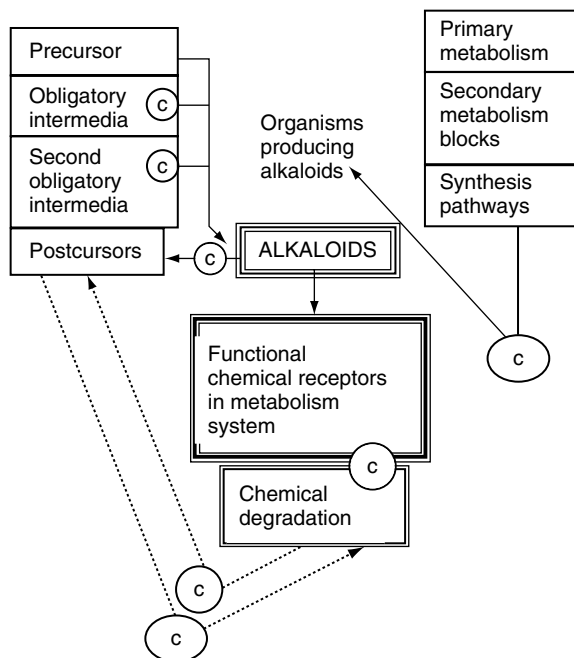 Precursor
Obligatory
intermedia
c
Second
obligatory
intermedia
c
Postcursors
c
ALKALOIDS
Organisms
producing
alkaloids
Primary
metabolism
Secondary
metabolism
blocks
Synthesis
pathways
c
Functional
chemical receptors
in metabolism
system
c
Chemical
degradation
c
c